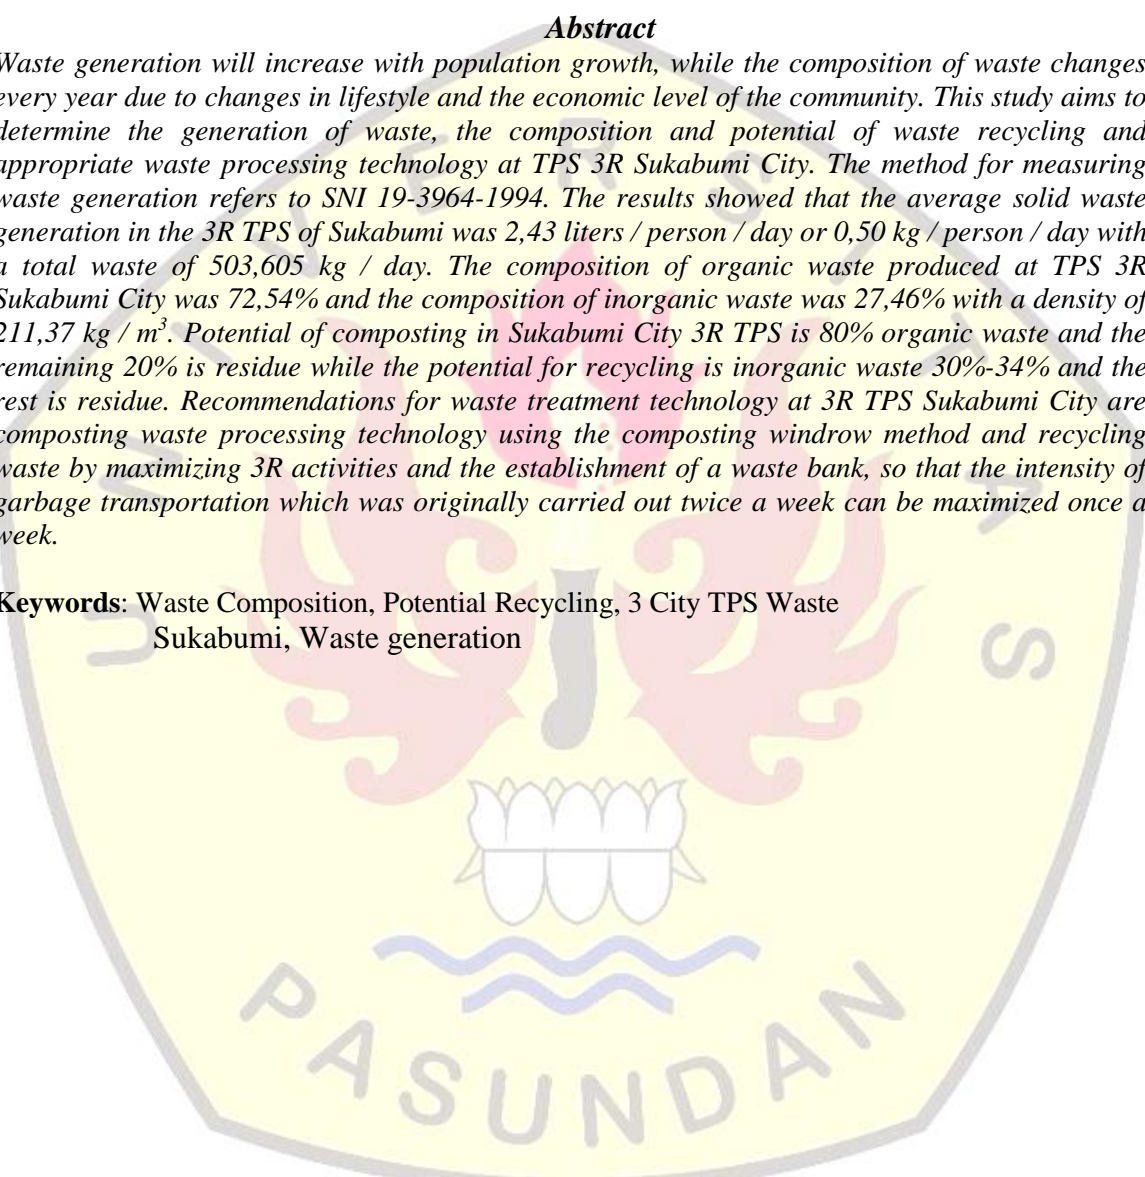 Abstract
Waste generation will increase with population growth, while the composition of waste changes
every year due to changes in lifestyle and the economic level of the community. This study aims to
determine the generation of waste, the composition and potential of waste recycling and
appropriate waste processing technology at TPS 3R Sukabumi City. The method for measuring
waste generation refers to SNI 19-3964-1994. The results showed that the average solid waste
generation in the 3R TPS of Sukabumi was 2,43 liters / person / day or 0,50 kg / person / day with
a total waste of 503,605 kg / day. The composition of organic waste produced at TPS 3R
Sukabumi City was 72,54% and the composition of inorganic waste was 27,46% with a density of
211,37 kg / m³. Potential of composting in Sukabumi City 3R TPS is 80% organic waste and the
remaining 20% is residue while the potential for recycling is inorganic waste 30%-34% and the
rest is residue. Recommendations for waste treatment technology at 3R TPS Sukabumi City are
composting waste processing technology using the composting windrow method and recycling
waste by maximizing 3R activities and the establishment of a waste bank, so that the intensity of
garbage transportation which was originally carried out twice a week can be maximized once a
week.
Keywords: Waste Composition, Potential Recycling, 3 City TPS Waste
Sukabumi, Waste generation
UNIVERSITAS
PASUNDAN